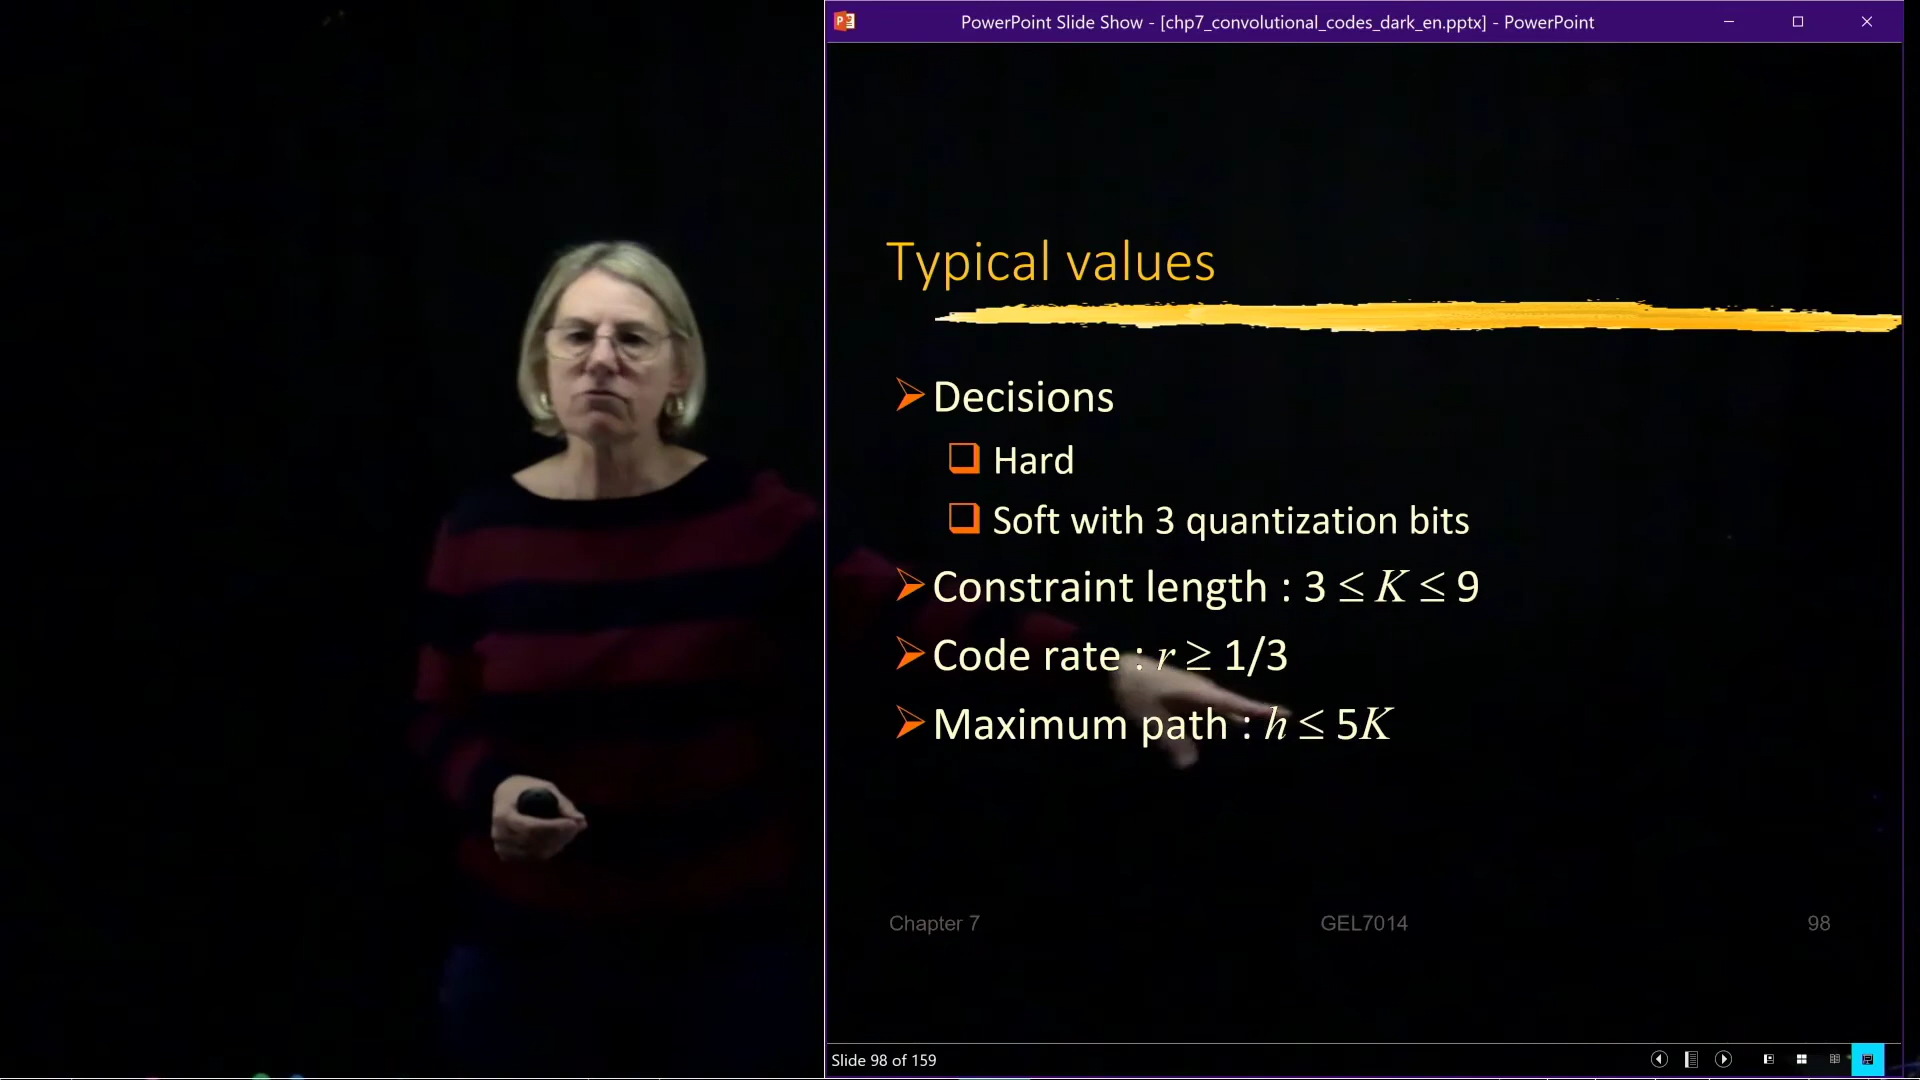 PowerPoint Slide Show - [chp7_convolutional_codes_dark_en.pptx] - PowerPoint
Typical values
Decisions
Hard
Soft with 3 quantization bits
Constraint length : 3 ≤ K ≤ 9
Code rate : r ≥ 1/3
Maximum path : h ≤ 5K
Chapter 7 GEL7014 98
Slide 98 of 159